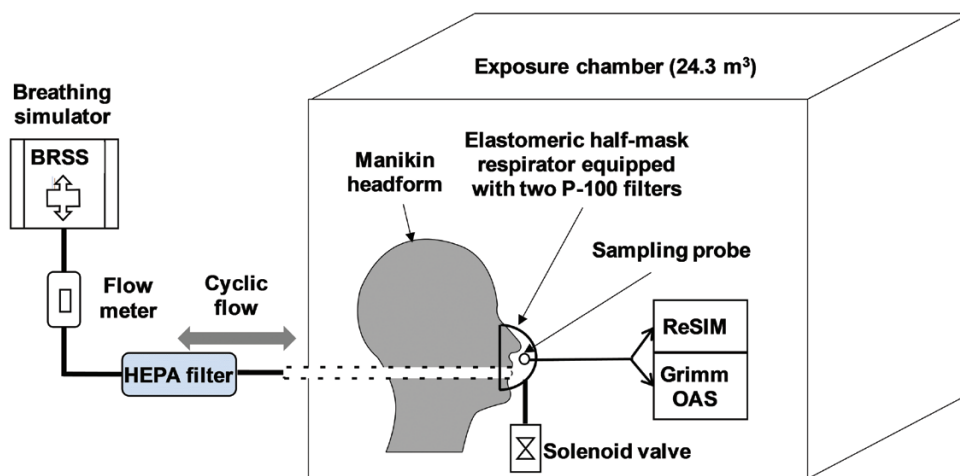 Exposure chamber (24.3 m³)
Breathing
simulator
BRSS
Manikin
headform
Elastomeric half-mask
respirator equipped
with two P-100 filters
Sampling probe
Flow
meter
Cyclic
flow
HEPA filter
ReSIM
Grimm
OAS
Solenoid valve